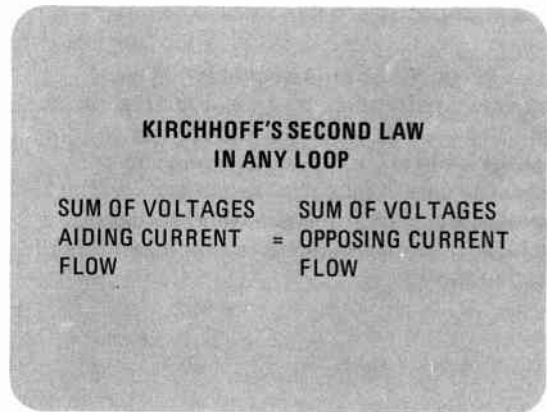 KIRCHHOFF'S SECOND LAW
IN ANY LOOP
SUM OF VOLTAGES SUM OF VOLTAGES
AIDING CURRENT = OPPOSING CURRENT
FLOW FLOW